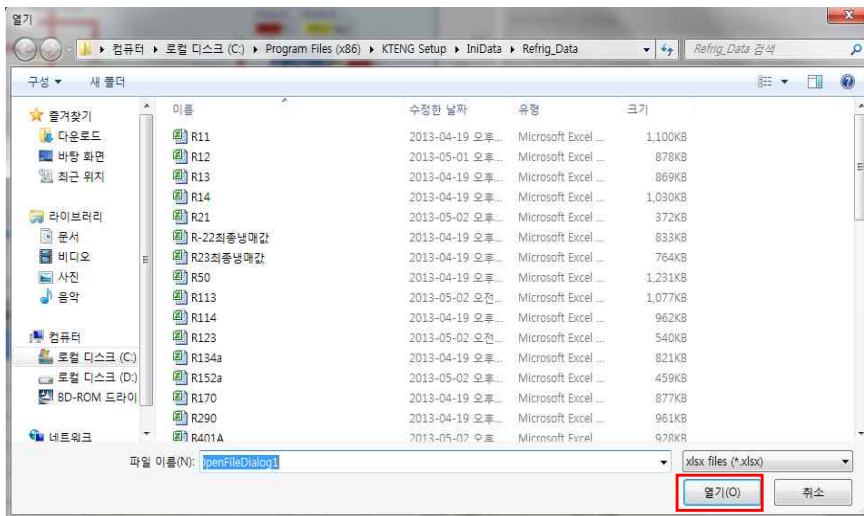 열기
컴퓨터 ▸ 로컬 디스크 (C:) ▸ Program Files (x86) ▸ KTENG Setup ▸ IniData ▸ Refrig_Data
Refrig_Data 검색
구성 새 폴더
이름 수정한 날짜 유형 크기
즐겨찾기
다운로드
바탕 화면
최근 위치
라이브러리
문서
비디오
사진
음악
컴퓨터
로컬 디스크 (C:)
로컬 디스크 (D:)
BD-ROM 드라이
네트워크
R11 2013-04-19 오후... Microsoft Excel ... 1,100KB
R12 2013-05-01 오후... Microsoft Excel ... 878KB
R13 2013-04-19 오후... Microsoft Excel ... 869KB
R14 2013-04-19 오후... Microsoft Excel ... 1,030KB
R21 2013-05-02 오후... Microsoft Excel ... 372KB
R-22최종냉매값 2013-04-19 오후... Microsoft Excel ... 833KB
R23최종냉매값 2013-04-19 오후... Microsoft Excel ... 764KB
R50 2013-04-19 오후... Microsoft Excel ... 1,231KB
R113 2013-05-02 오전... Microsoft Excel ... 1,077KB
R114 2013-04-19 오후... Microsoft Excel ... 962KB
R123 2013-05-02 오전... Microsoft Excel ... 540KB
R134a 2013-04-19 오후... Microsoft Excel ... 821KB
R152a 2013-05-02 오후... Microsoft Excel ... 459KB
R170 2013-04-19 오후... Microsoft Excel ... 877KB
R290 2013-04-19 오후... Microsoft Excel ... 961KB
R401A 2013-05-02 오후 Microsoft Excel ... 928KB
파일 이름(N): OpenFileDialog1 xlsx files (*.xlsx)
열기(O) 취소